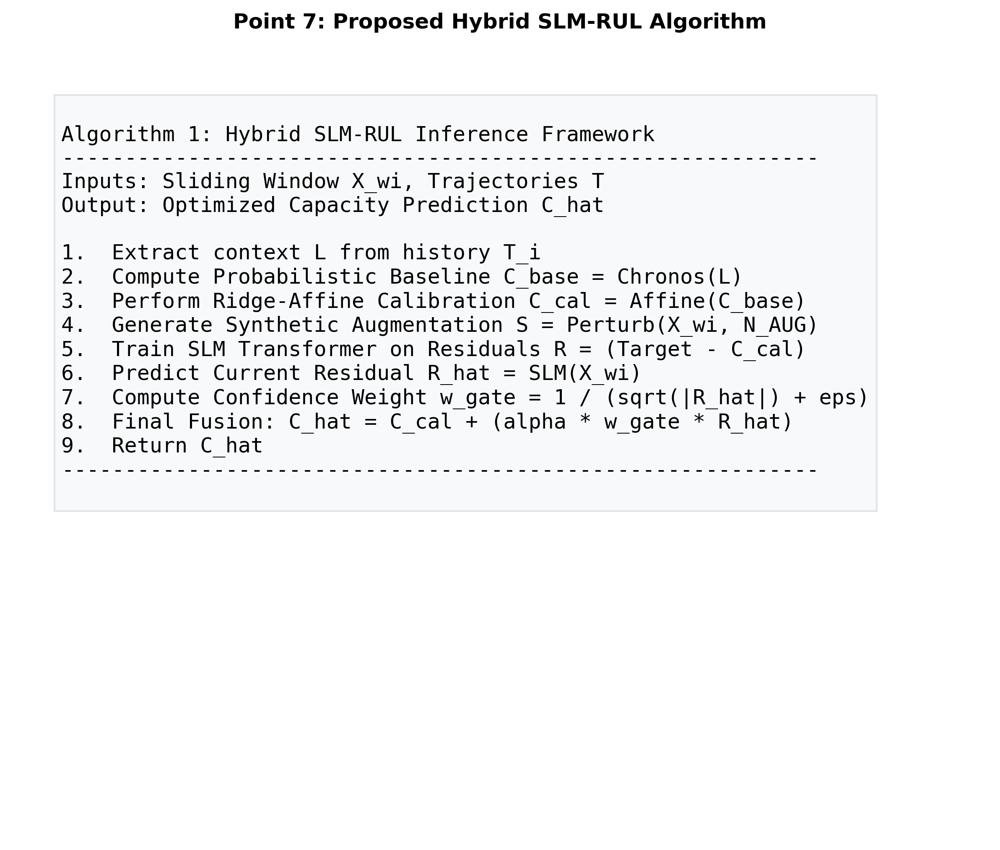 Point 7: Proposed Hybrid SLM-RUL Algorithm
Algorithm 1: Hybrid SLM-RUL Inference Framework
------------------------------------------------------------
Inputs: Sliding Window X_wi, Trajectories T
Output: Optimized Capacity Prediction C_hat
1.  Extract context L from history T_i
2.  Compute Probabilistic Baseline C_base = Chronos(L)
3.  Perform Ridge-Affine Calibration C_cal = Affine(C_base)
4.  Generate Synthetic Augmentation S = Perturb(X_wi, N_AUG)
5.  Train SLM Transformer on Residuals R = (Target - C_cal)
6.  Predict Current Residual R_hat = SLM(X_wi)
7.  Compute Confidence Weight w_gate = 1 / (sqrt(|R_hat|) + eps)
8.  Final Fusion: C_hat = C_cal + (alpha * w_gate * R_hat)
9.  Return C_hat
------------------------------------------------------------